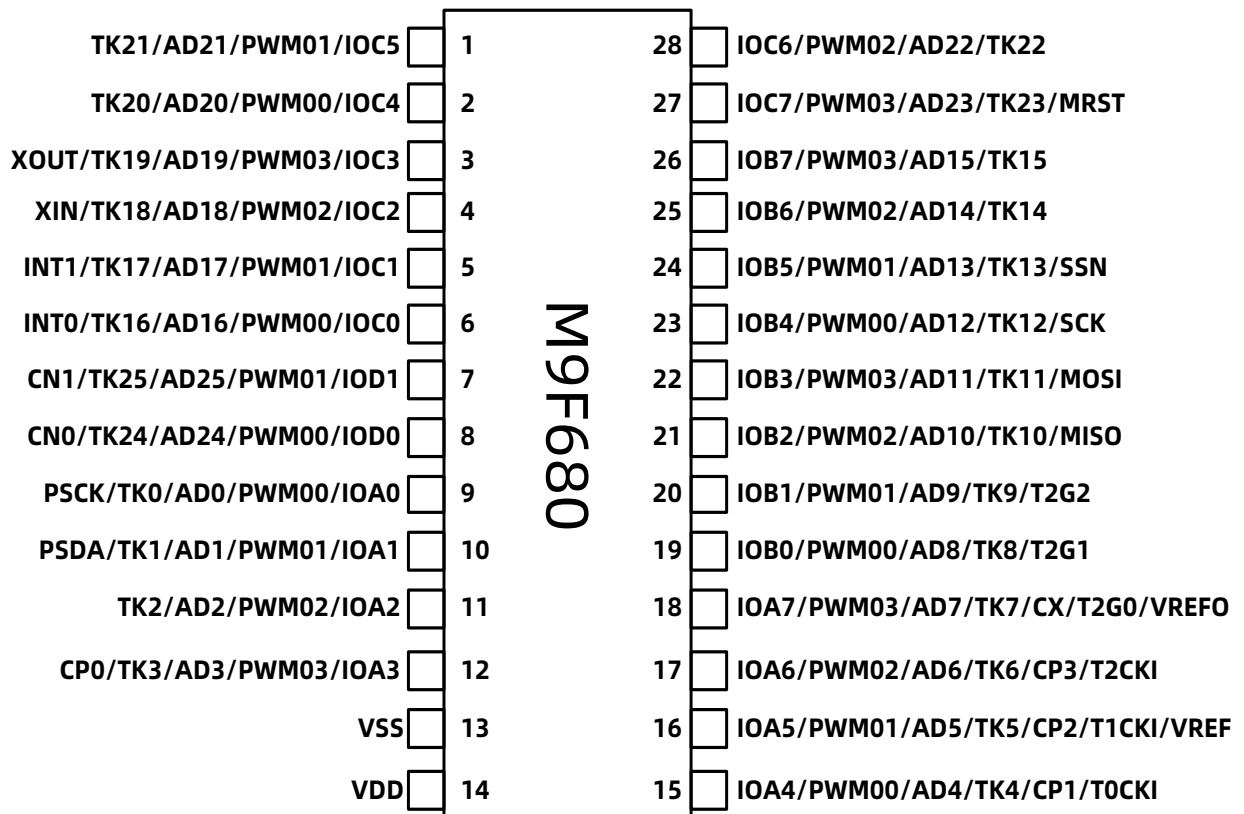 TK21/AD21/PWM01/IOC5 1 28 IOC6/PWM02/AD22/TK22
TK20/AD20/PWM00/IOC4 2 27 IOC7/PWM03/AD23/TK23/MRST
XOUT/TK19/AD19/PWM03/IOC3 3 26 IOB7/PWM03/AD15/TK15
XIN/TK18/AD18/PWM02/IOC2 4 25 IOB6/PWM02/AD14/TK14
INT1/TK17/AD17/PWM01/IOC1 5 24 IOB5/PWM01/AD13/TK13/SSN
INT0/TK16/AD16/PWM00/IOC0 6 23 IOB4/PWM00/AD12/TK12/SCK
CN1/TK25/AD25/PWM01/IOD1 7 22 IOB3/PWM03/AD11/TK11/MOSI
CN0/TK24/AD24/PWM00/IOD0 8 21 IOB2/PWM02/AD10/TK10/MISO
PSCK/TK0/AD0/PWM00/IOA0 9 20 IOB1/PWM01/AD9/TK9/T2G2
PSDA/TK1/AD1/PWM01/IOA1 10 19 IOB0/PWM00/AD8/TK8/T2G1
TK2/AD2/PWM02/IOA2 11 18 IOA7/PWM03/AD7/TK7/CX/T2G0/VREFO
CP0/TK3/AD3/PWM03/IOA3 12 17 IOA6/PWM02/AD6/TK6/CP3/T2CKI
VSS 13 16 IOA5/PWM01/AD5/TK5/CP2/T1CKI/VREF
VDD 14 15 IOA4/PWM00/AD4/TK4/CP1/T0CKI
M9F680